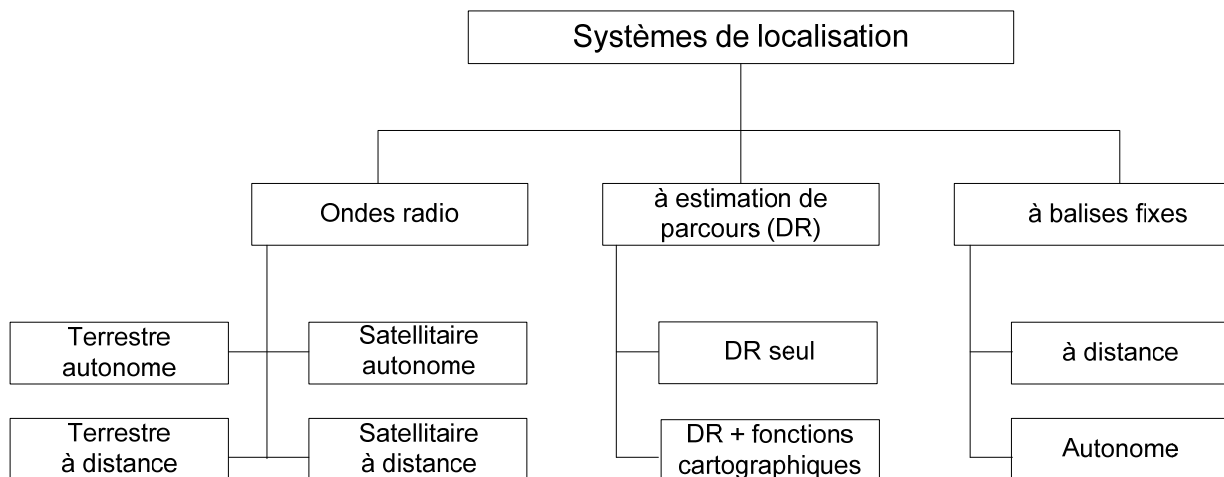 Systèmes de localisation
Ondes radio
à estimation de
parcours (DR)
à balises fixes
Terrestre
autonome
Satellitaire
autonome
DR seul
à distance
Terrestre
à distance
Satellitaire
à distance
DR + fonctions
cartographiques
Autonome